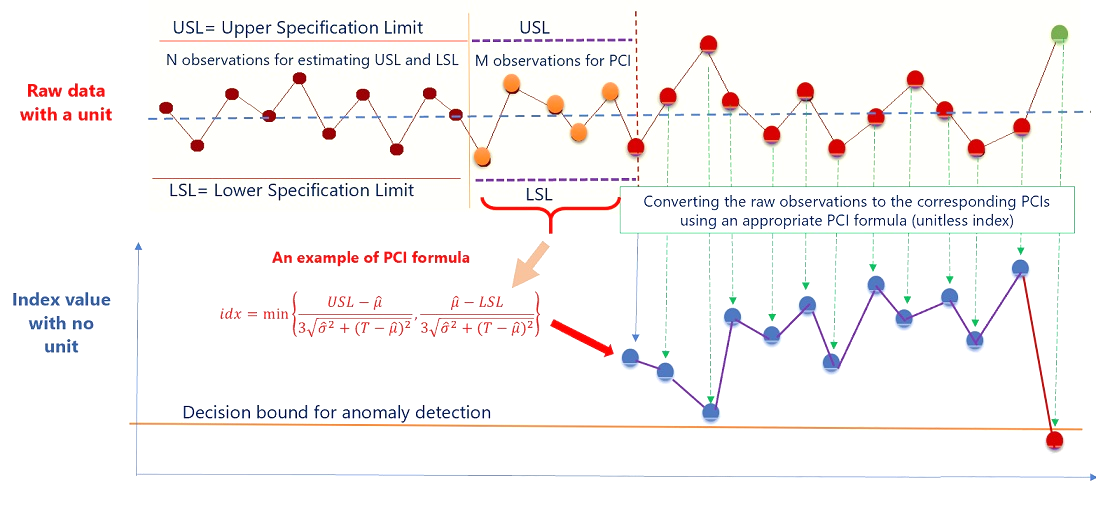 USL= Upper Specification Limit
USL
N observations for estimating USL and LSL
M observations for PCI
Raw data
with a unit
LSL= Lower Specification Limit
LSL
Converting the raw observations to the corresponding PCIs
using an appropriate PCI formula (unitless index)
An example of PCI formula
Index value
with no
unit
idx = min{(USL − μ̂)/(3√(σ̂² + (T − μ̂)²)), (μ̂ − LSL)/(3√(σ̂² + (T − μ̂)²))}
Decision bound for anomaly detection